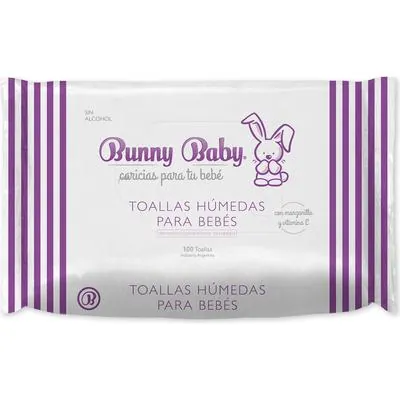 SIN
ALCOHOL
Bunny Baby®
caricias para tu bebé
TOALLAS HÚMEDAS
PARA BEBÉS
con manzanilla
y vitamina E
100 Toallas
Industria Argentina
TOALLAS HÚMEDAS
PARA BEBÉS
B